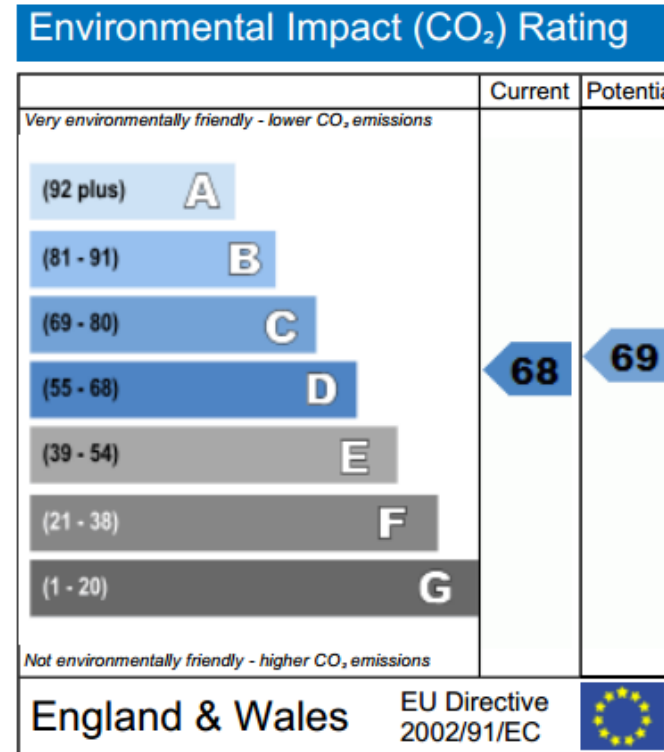 Environmental Impact (CO₂) Rating
Current Potentia
Very environmentally friendly - lower CO₂ emissions
(92 plus) A
(81 - 91) B
(69 - 80) C
(55 - 68) D
68 69
(39 - 54) E
(21 - 38) F
(1 - 20) G
Not environmentally friendly - higher CO₂ emissions
England & Wales
EU Directive
2002/91/EC